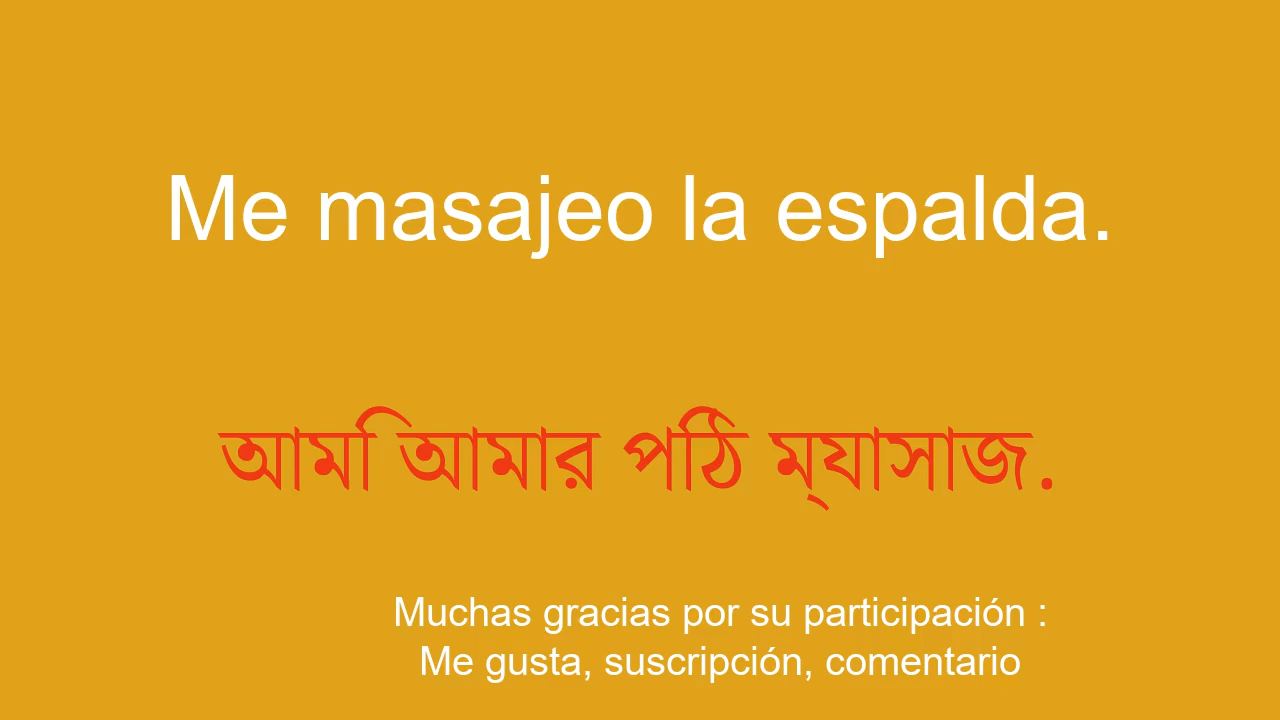 Me masajeo la espalda.
আমি আমার পিঠ ম্যাসাজ.
Muchas gracias por su participación :
Me gusta, suscripción, comentario